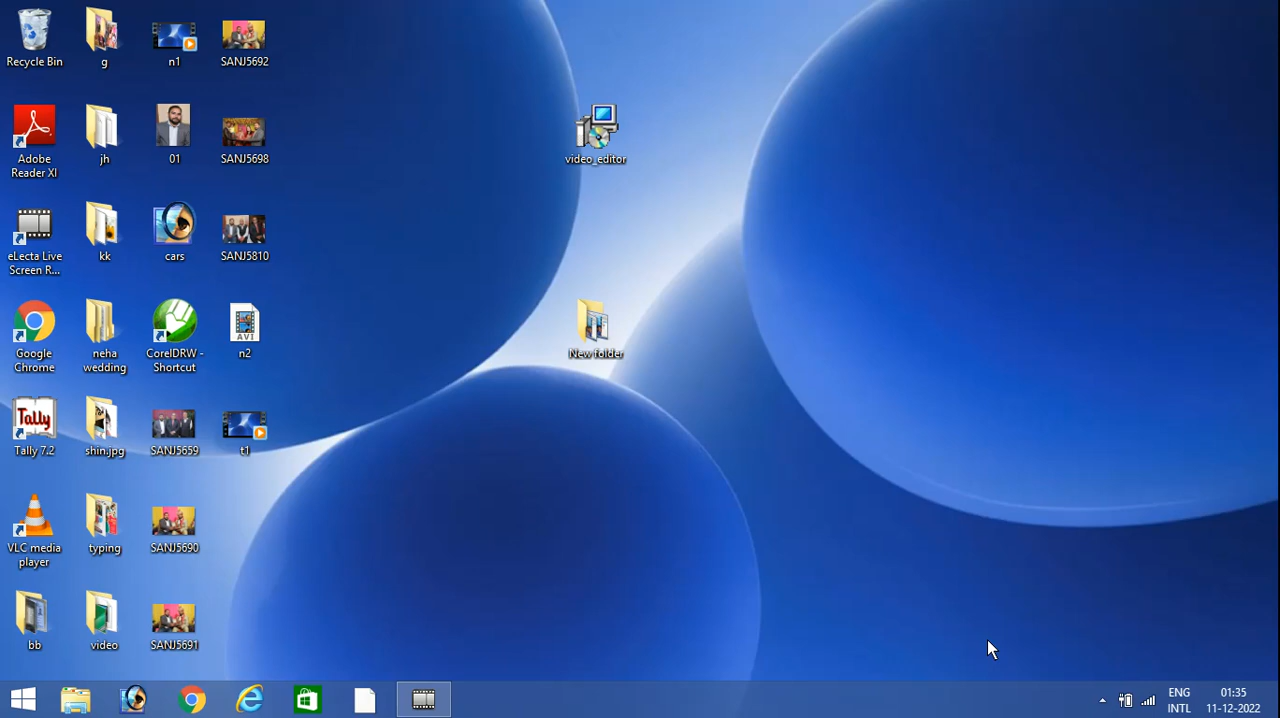 Recycle Bin
g
n1
SANJ5692
Adobe
Reader XI
jh
01
SANJ5698
video_editor
eLecta Live
Screen R...
kk
cars
SANJ5810
Google
Chrome
neha
wedding
CorelDRW -
Shortcut
AVI
n2
New folder
Tally
Tally 7.2
shin.jpg
SANJ5659
t1
VLC media
player
typing
SANJ5690
bb
video
SANJ5691
ENG
INTL
01:35
11-12-2022